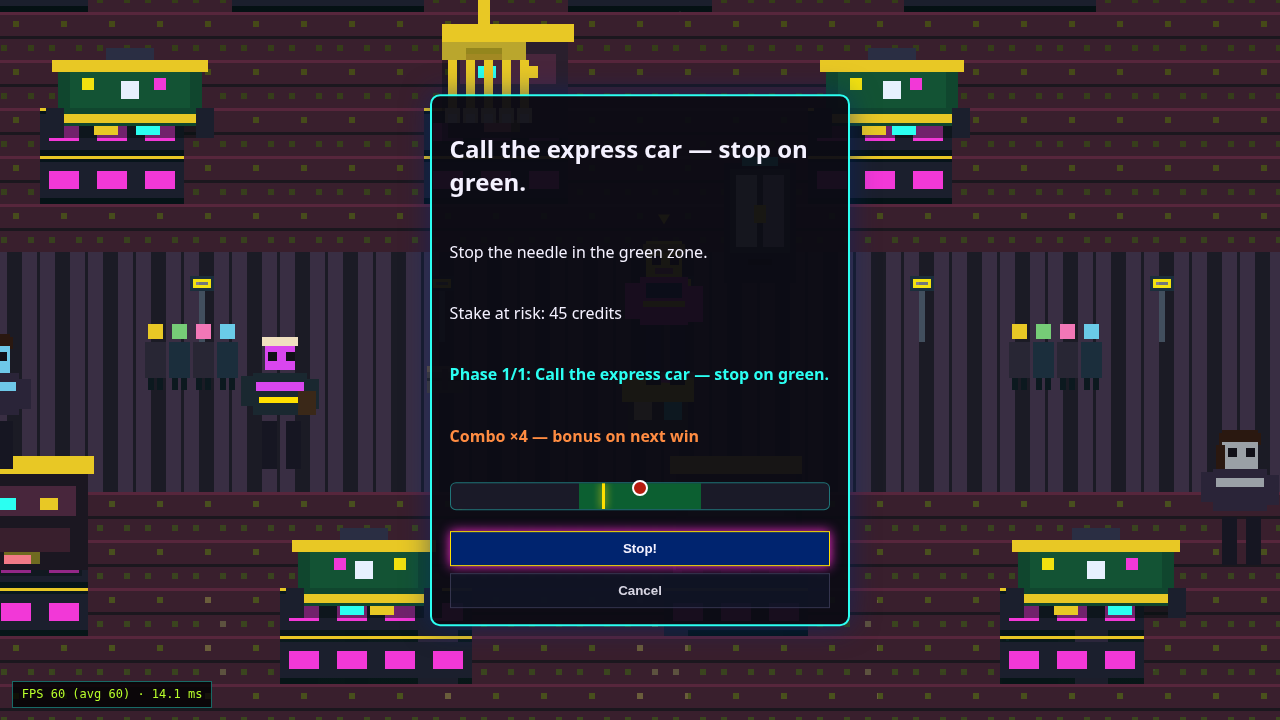 Call the express car — stop on
green.
Stop the needle in the green zone.
Stake at risk: 45 credits
Phase 1/1: Call the express car — stop on green.
Combo ×4 — bonus on next win
Stop!
Cancel
FPS 60 (avg 60) · 14.1 ms